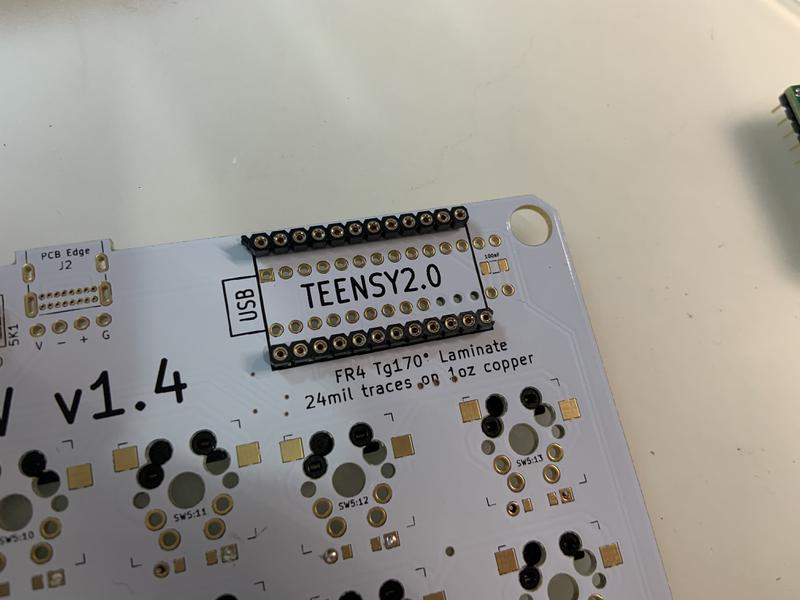 PCB Edge
J2
5K1
V - + G
USB
TEENSY2.0
100nF
v1.4
FR4 Tg170° Laminate
24mil traces on 1oz copper
SW5:10
SW5:11
SW5:12
SW5:13